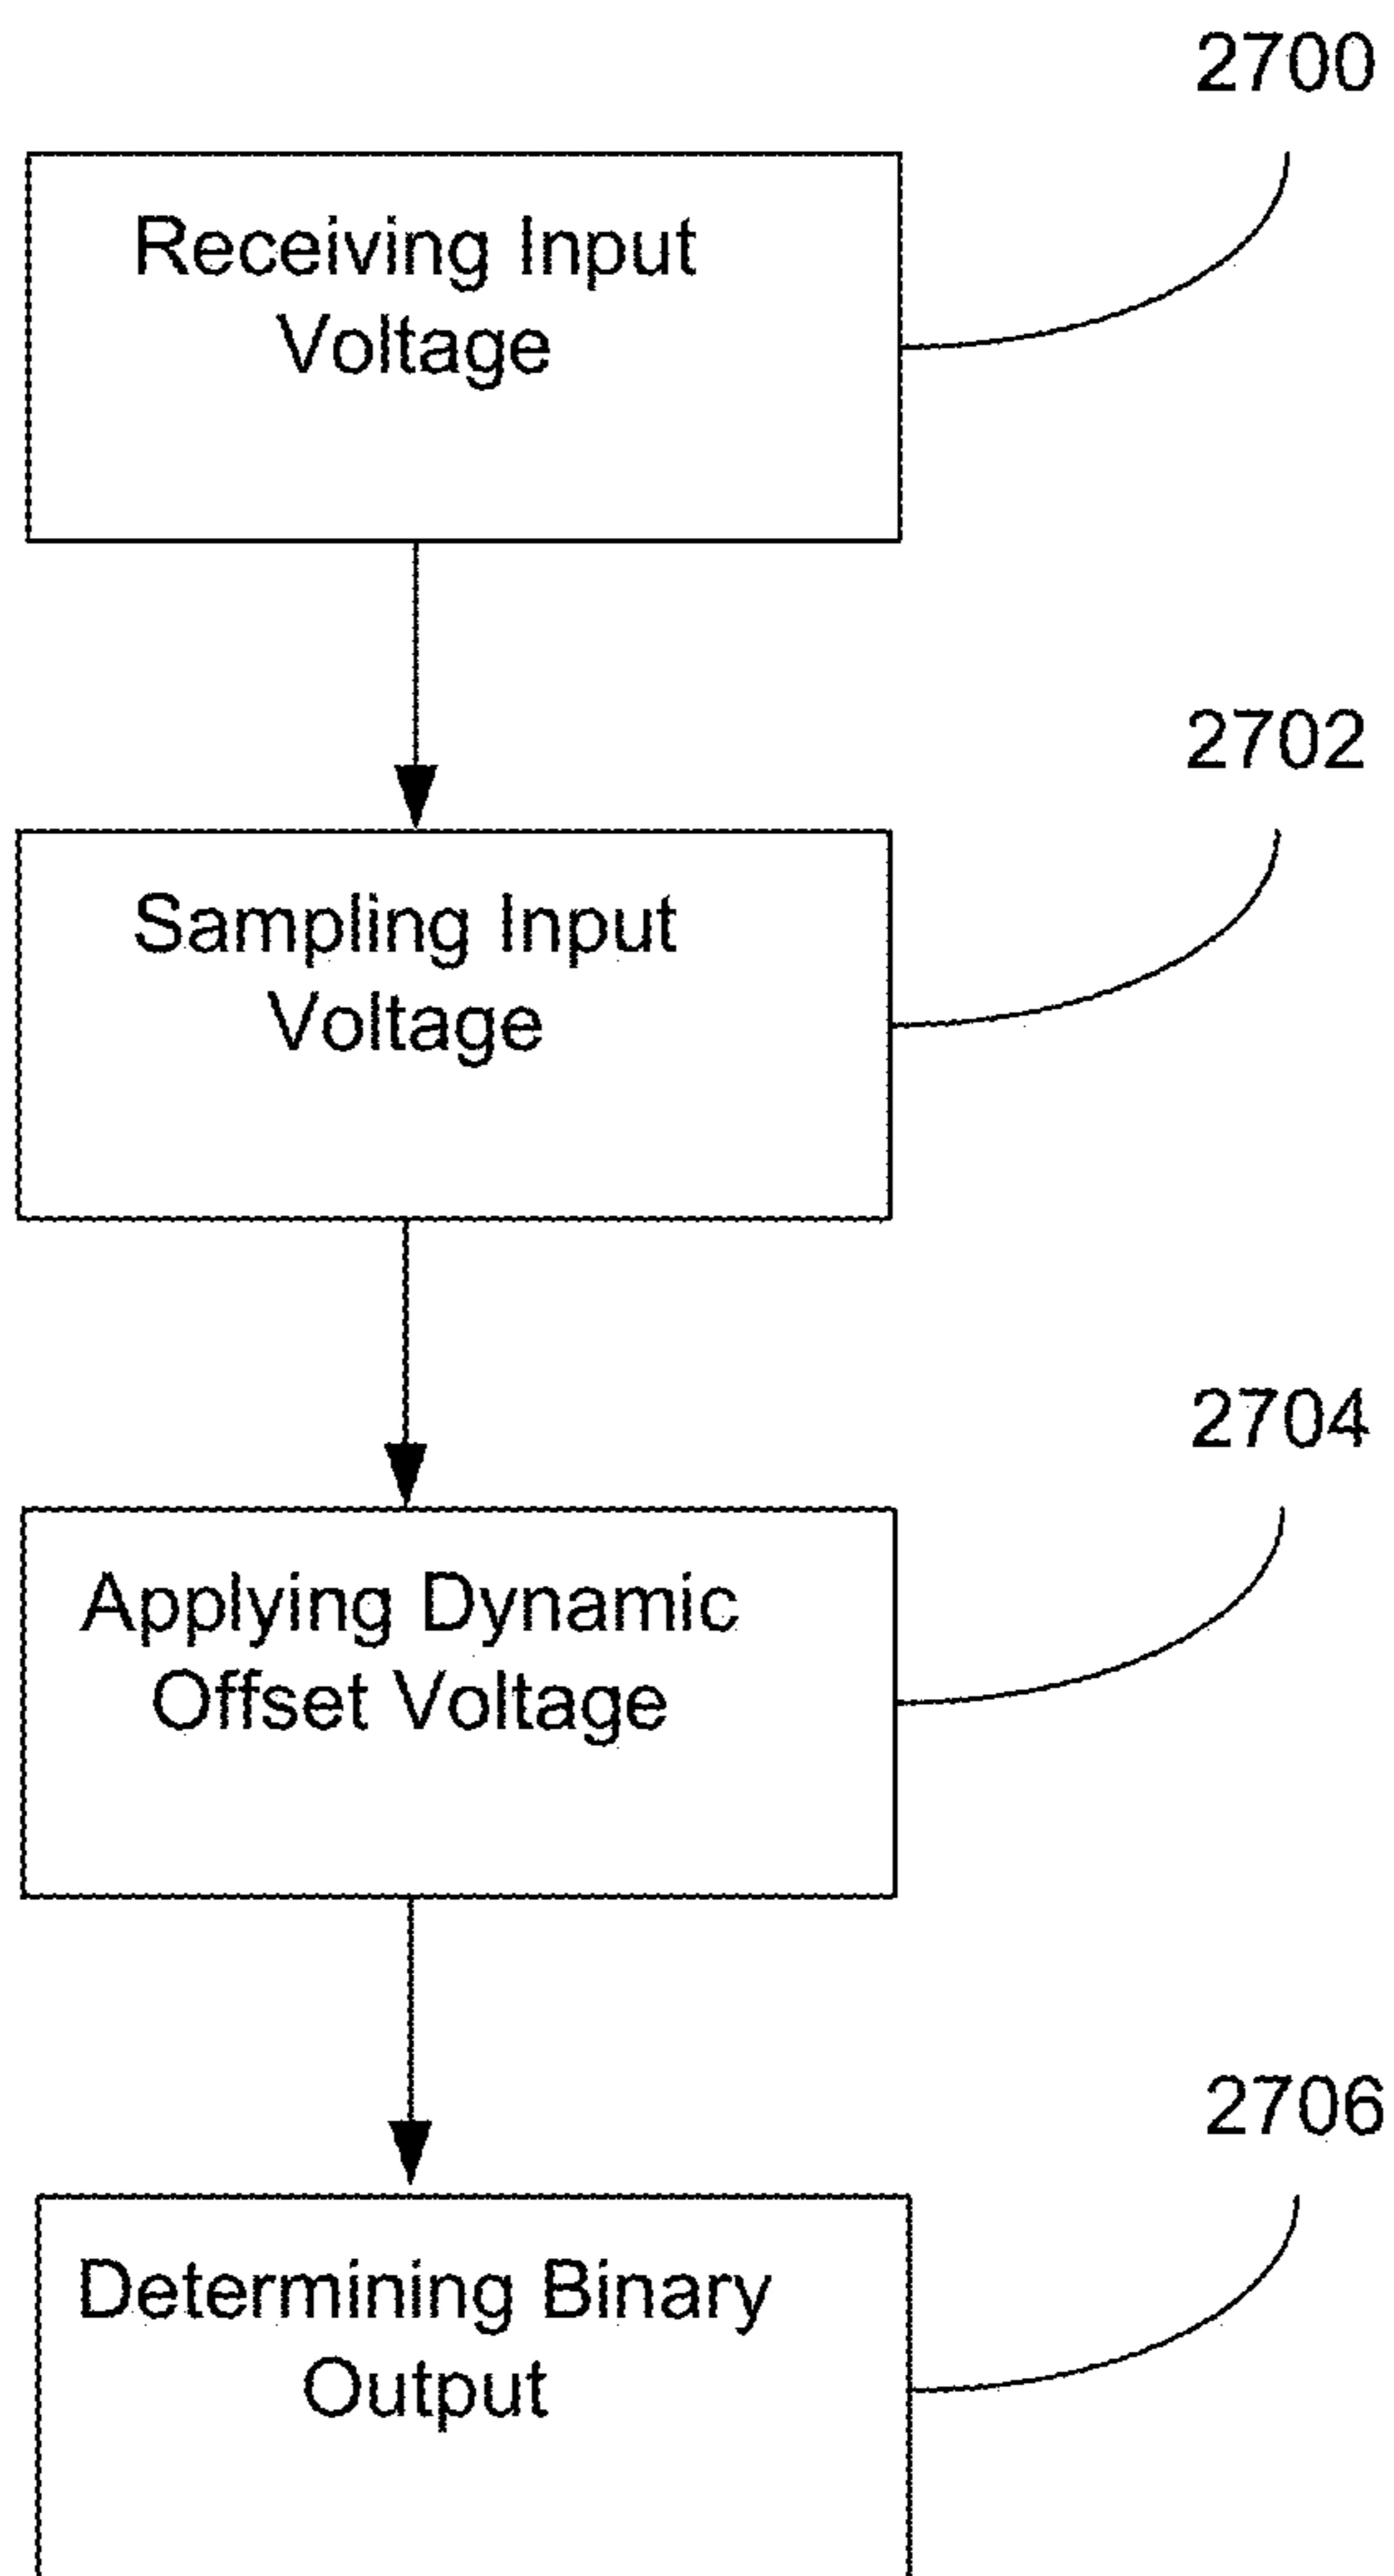 2700
Receiving Input
Voltage
2702
Sampling Input
Voltage
2704
Applying Dynamic
Offset Voltage
2706
Determining Binary
Output